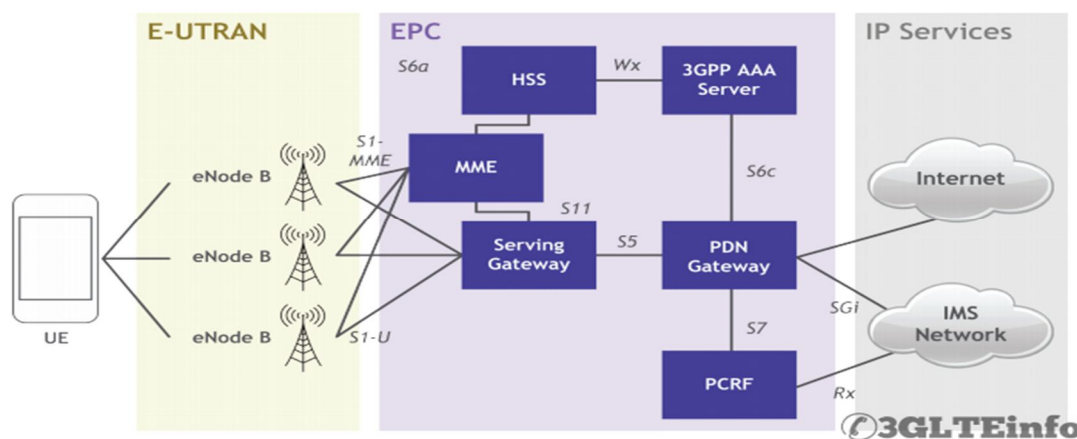 E-UTRAN
EPC
IP Services
S6a
HSS
Wx
3GPP AAA
Server
S1-
MME
MME
S6c
eNode B
Internet
S11
eNode B
Serving
Gateway
S5
PDN
Gateway
SGi
IMS
Network
UE
eNode B
S1-U
S7
PCRF
Rx
3GLTEinfo